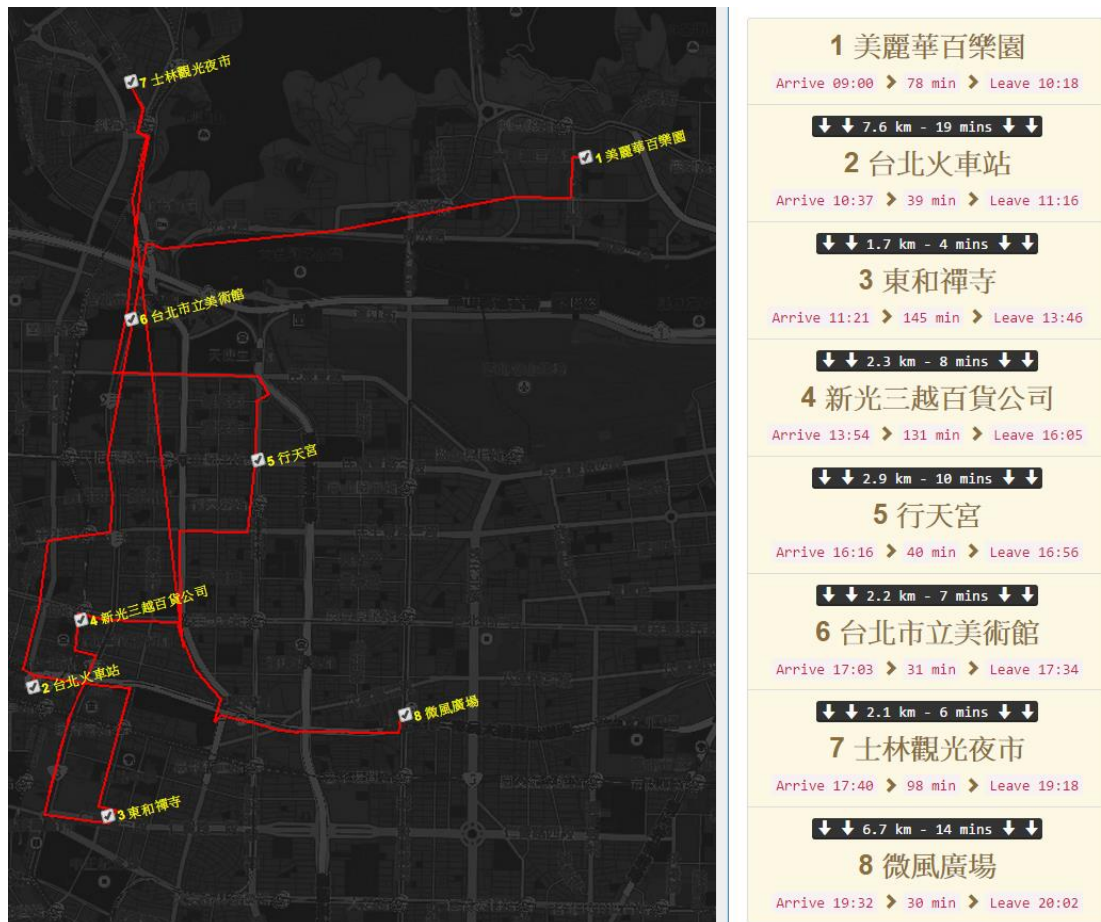 7 士林觀光夜市
1 美麗華百樂園
6 台北市立美術館
5 行天宮
4 新光三越百貨公司
2 台北火車站
8 微風廣場
3 東和禪寺
1 美麗華百樂園
Arrive 09:00 78 min Leave 10:18
7.6 km - 19 mins
2 台北火車站
Arrive 10:37 39 min Leave 11:16
1.7 km - 4 mins
3 東和禪寺
Arrive 11:21 145 min Leave 13:46
2.3 km - 8 mins
4 新光三越百貨公司
Arrive 13:54 131 min Leave 16:05
2.9 km - 10 mins
5 行天宮
Arrive 16:16 40 min Leave 16:56
2.2 km - 7 mins
6 台北市立美術館
Arrive 17:03 31 min Leave 17:34
2.1 km - 6 mins
7 士林觀光夜市
Arrive 17:40 98 min Leave 19:18
6.7 km - 14 mins
8 微風廣場
Arrive 19:32 30 min Leave 20:02